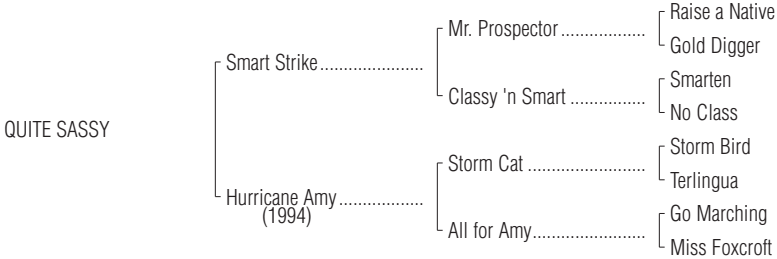 Raise a Native
Mr. Prospector...................
Gold Digger
Smart Strike......................
Smarten
Classy 'n Smart ................
No Class
QUITE SASSY
Storm Bird
Storm Cat .........................
Terlingua
Hurricane Amy..................
(1994)
Go Marching
All for Amy........................
Miss Foxcroft